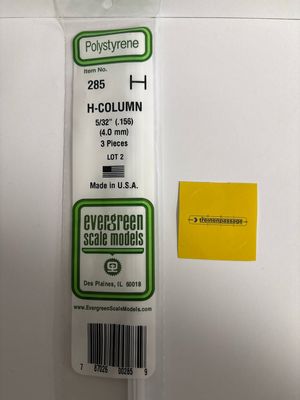 Polystyrene
Item No.
285
H-COLUMN
5/32" (.156)
(4.0 mm)
3 Pieces
LOT 2
Made in U.S.A.
evergreen
scale models
Des Plaines, IL 60018
www.EvergreenScaleModels.com
7 87026 00285 9
treinenpassage